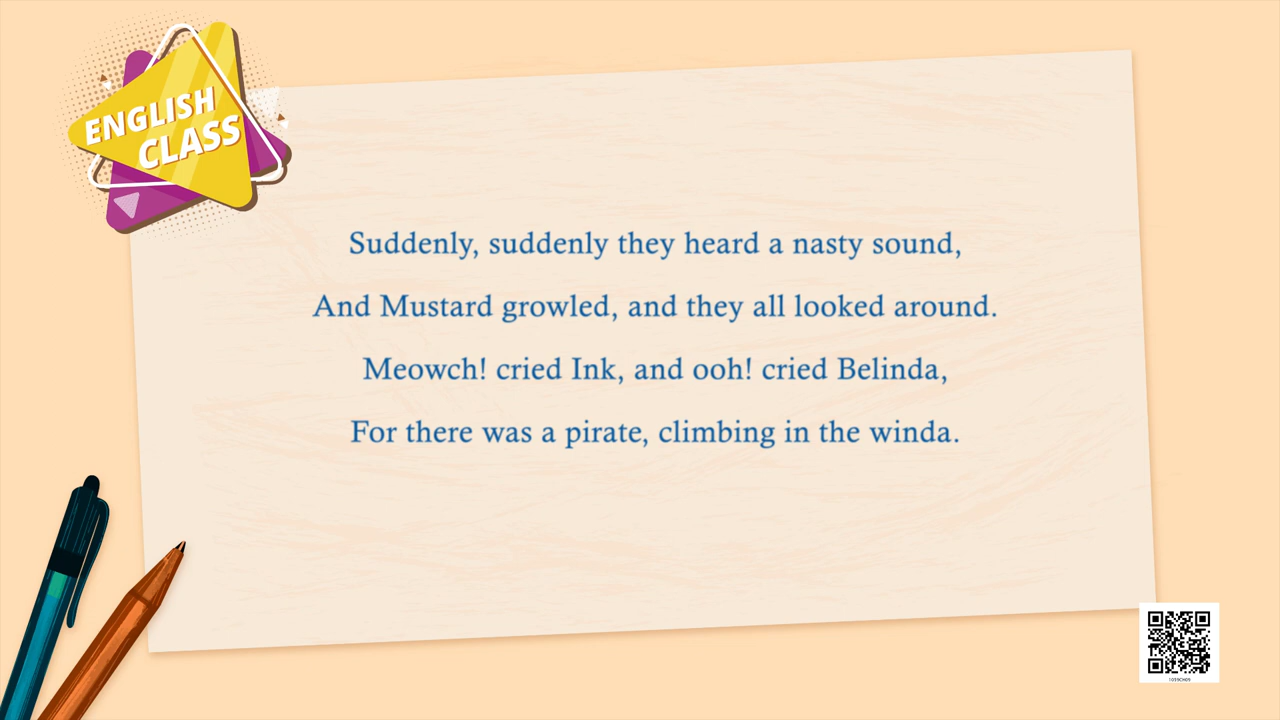 ENGLISH
CLASS
Suddenly, suddenly they heard a nasty sound,
And Mustard growled, and they all looked around.
Meowch! cried Ink, and ooh! cried Belinda,
For there was a pirate, climbing in the winda.